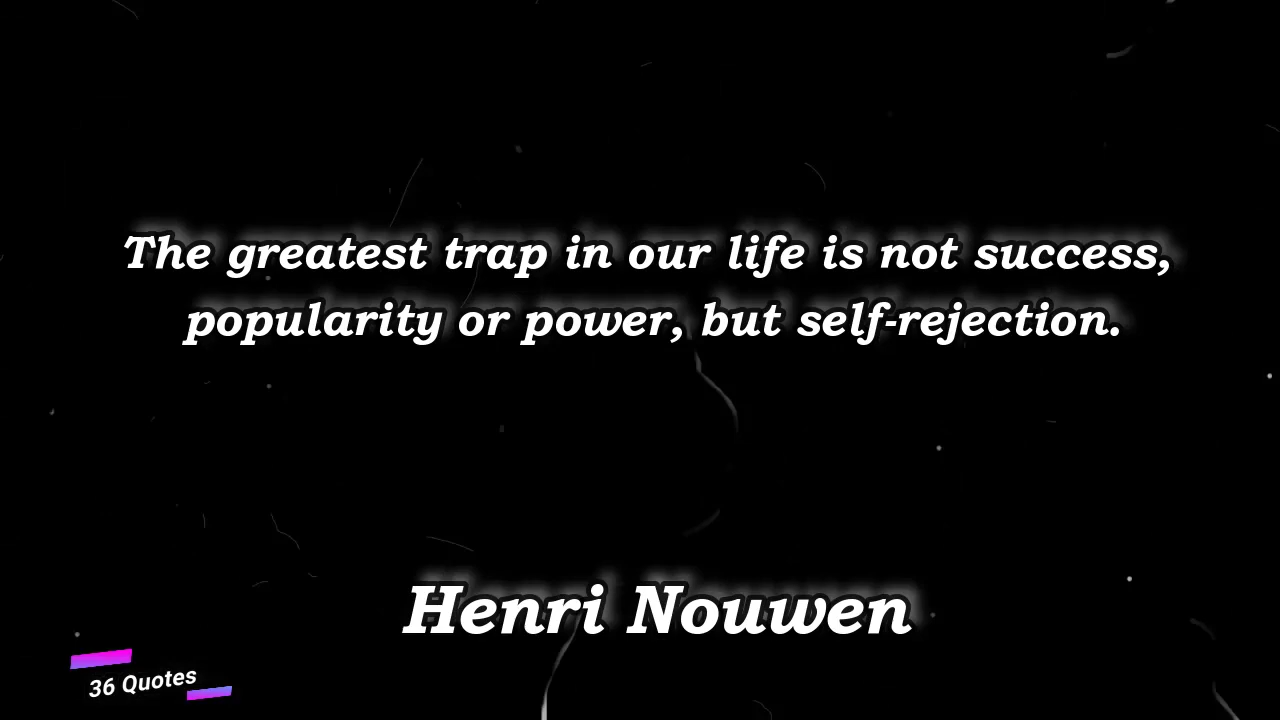 The greatest trap in our life is not success,
popularity or power, but self-rejection.
Henri Nouwen
36 Quotes